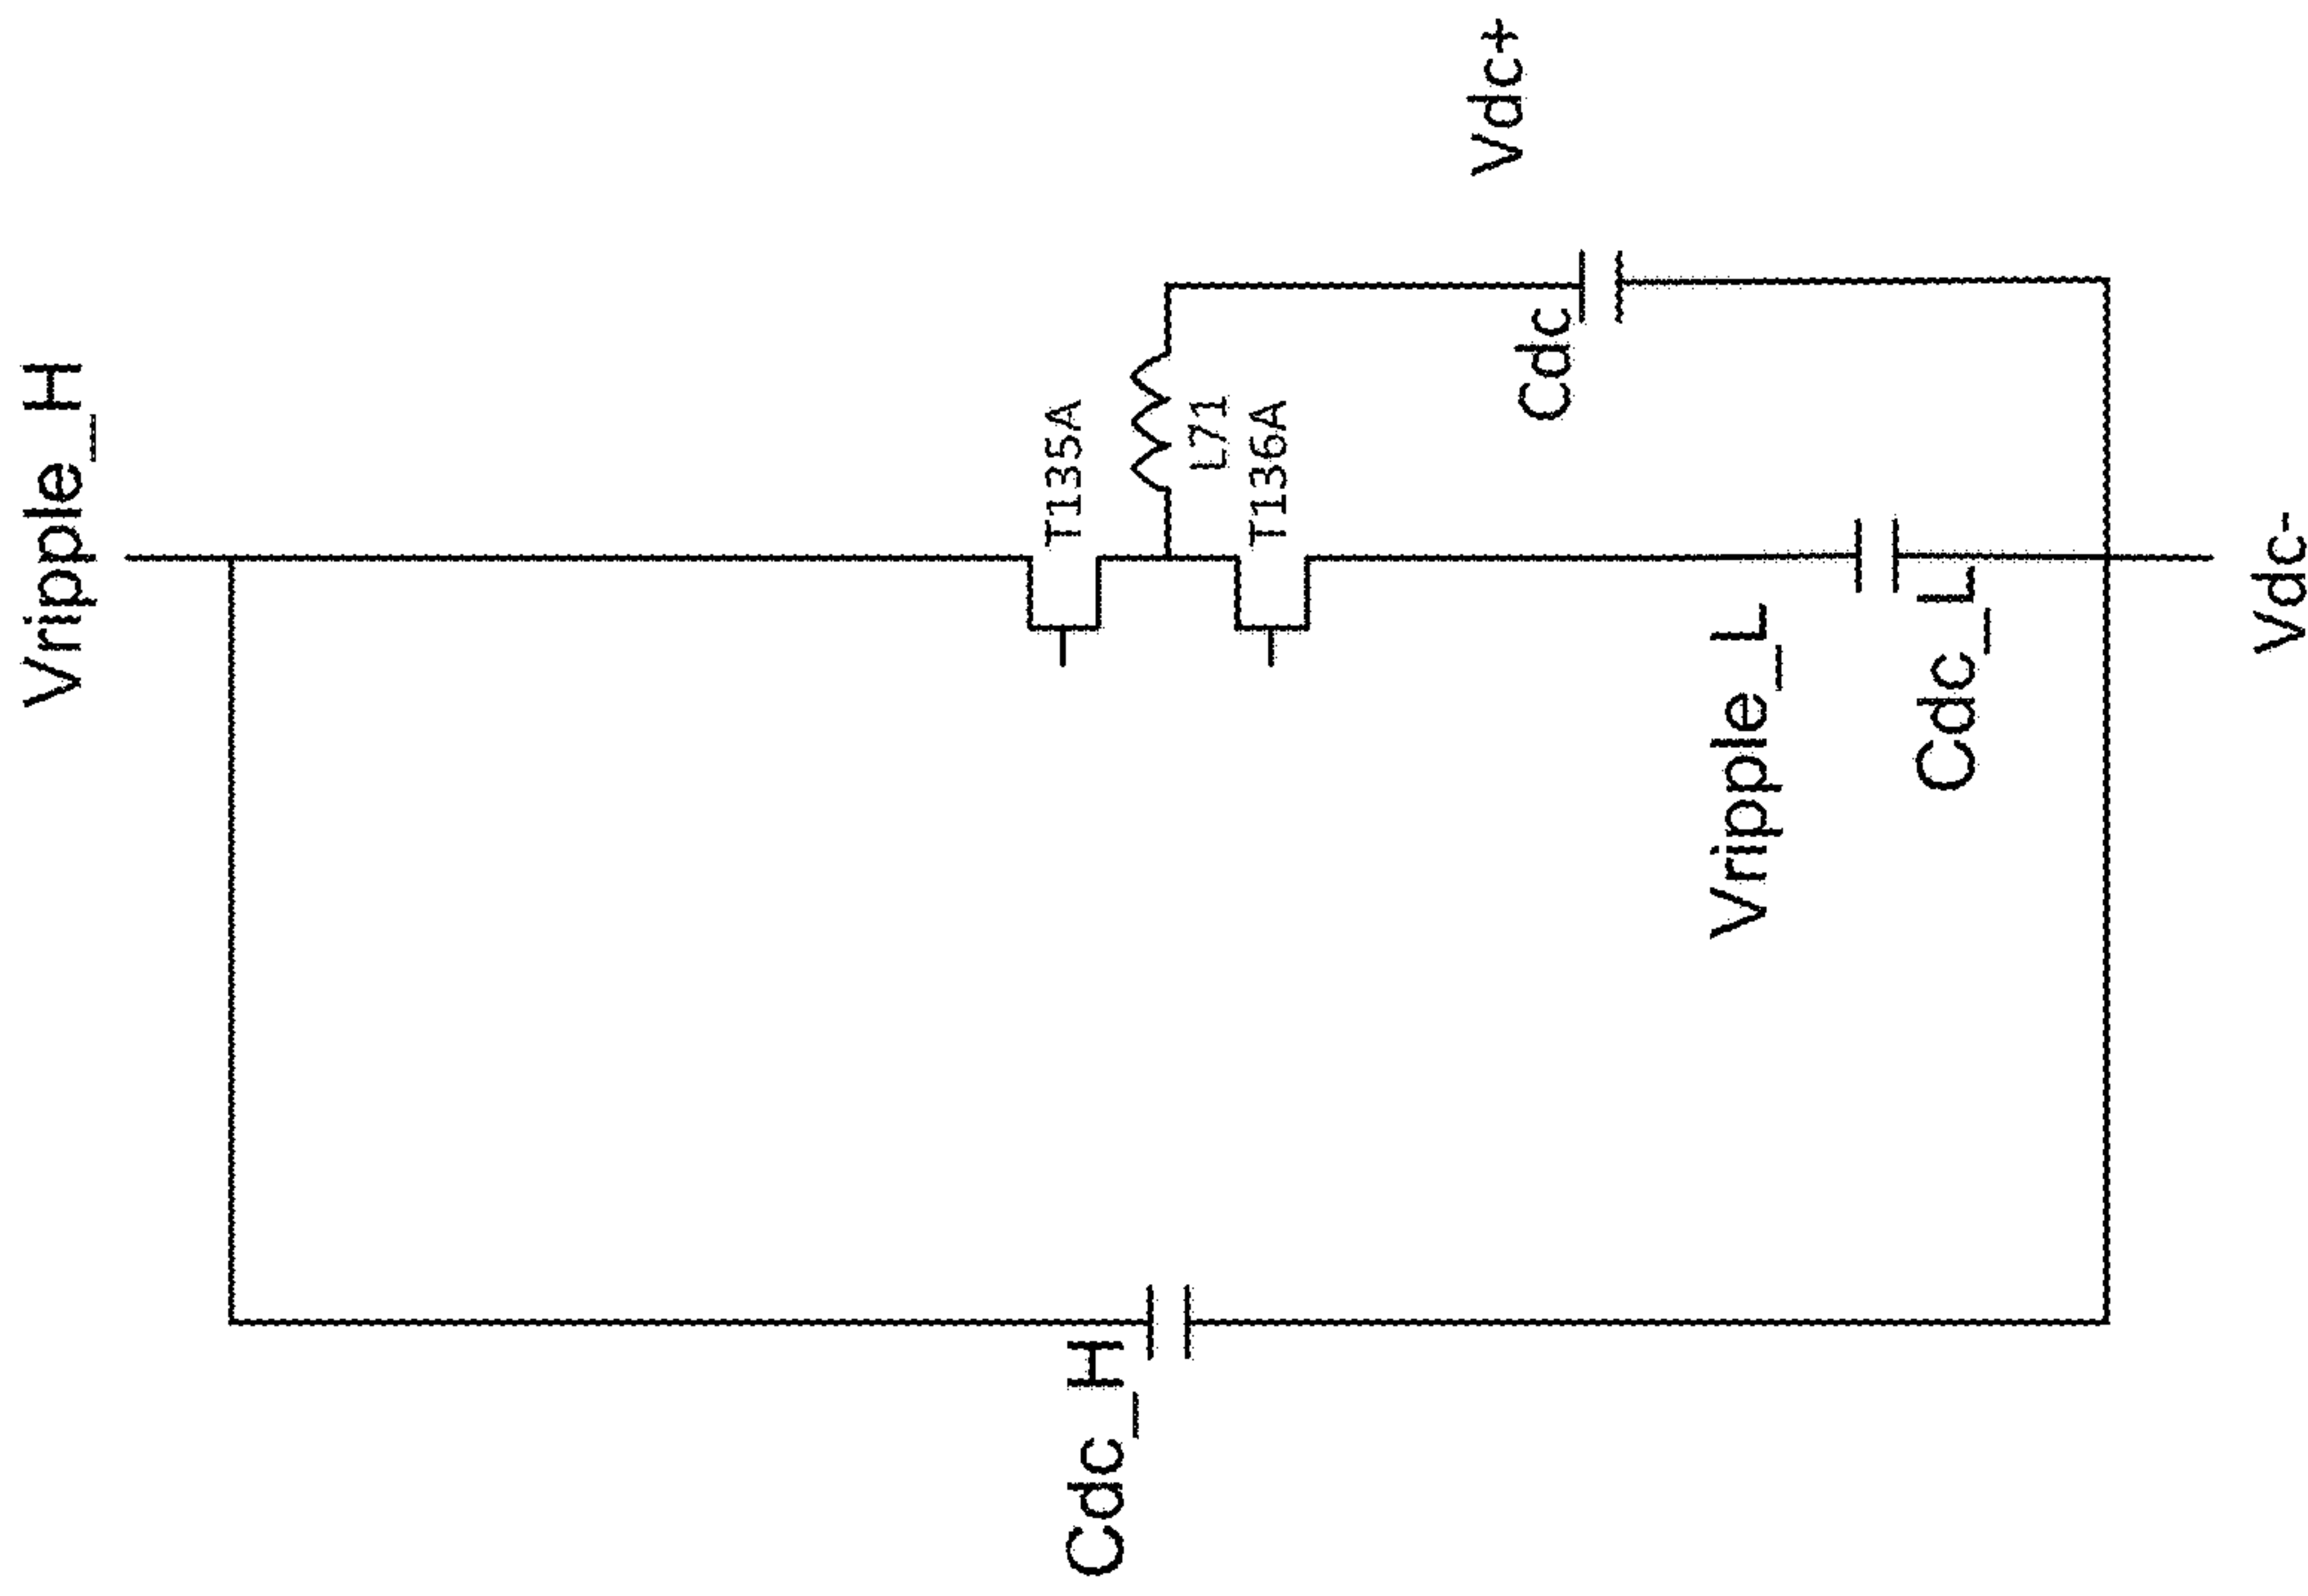 Vripple_H
Vdc+
T135A
L71
T136A
Cdc
Vripple_L
Cdc_L
Cdc_H
Vdc-